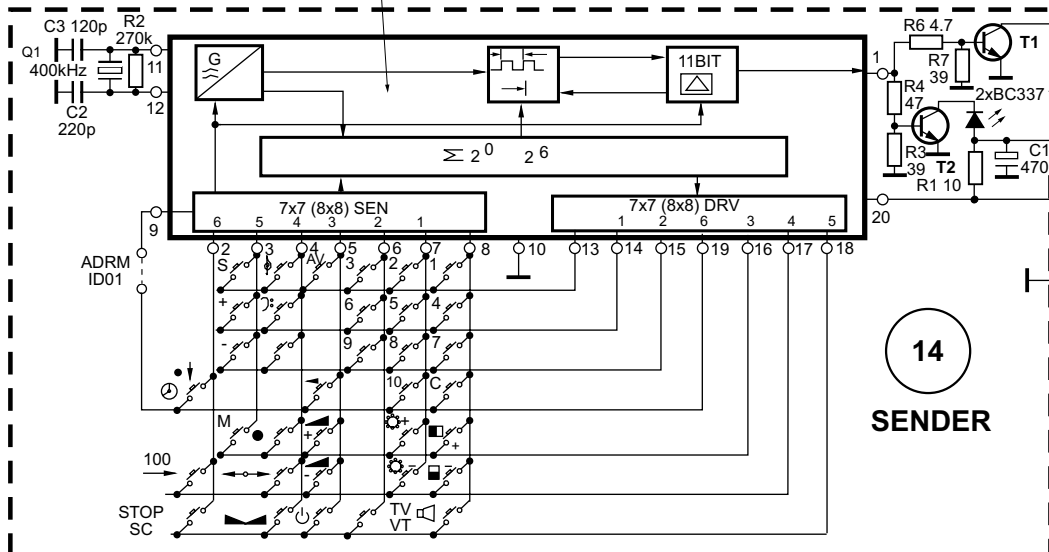 C3 120p
R2
270k
Q1
400kHz
11
12
C2
220p
G
11BIT
1
R6 4.7
T1
R7
39
R4
47
2xBC337
R3
39
T2
R1 10
C1
470
20
Σ 2 0 2 6
7x7 (8x8) SEN
6 5 4 3 2 1
7x7 (8x8) DRV
1 2 6 3 4 5
9
2 3 4 5 6 7 8 10 13 14 15 19 16 17 18
ADRM
ID01
S AV 3 2 1
+ 6 5 4
- 9 8 7
10 C
M + + +
100 - - -
STOP
SC
TV
VT
14
SENDER